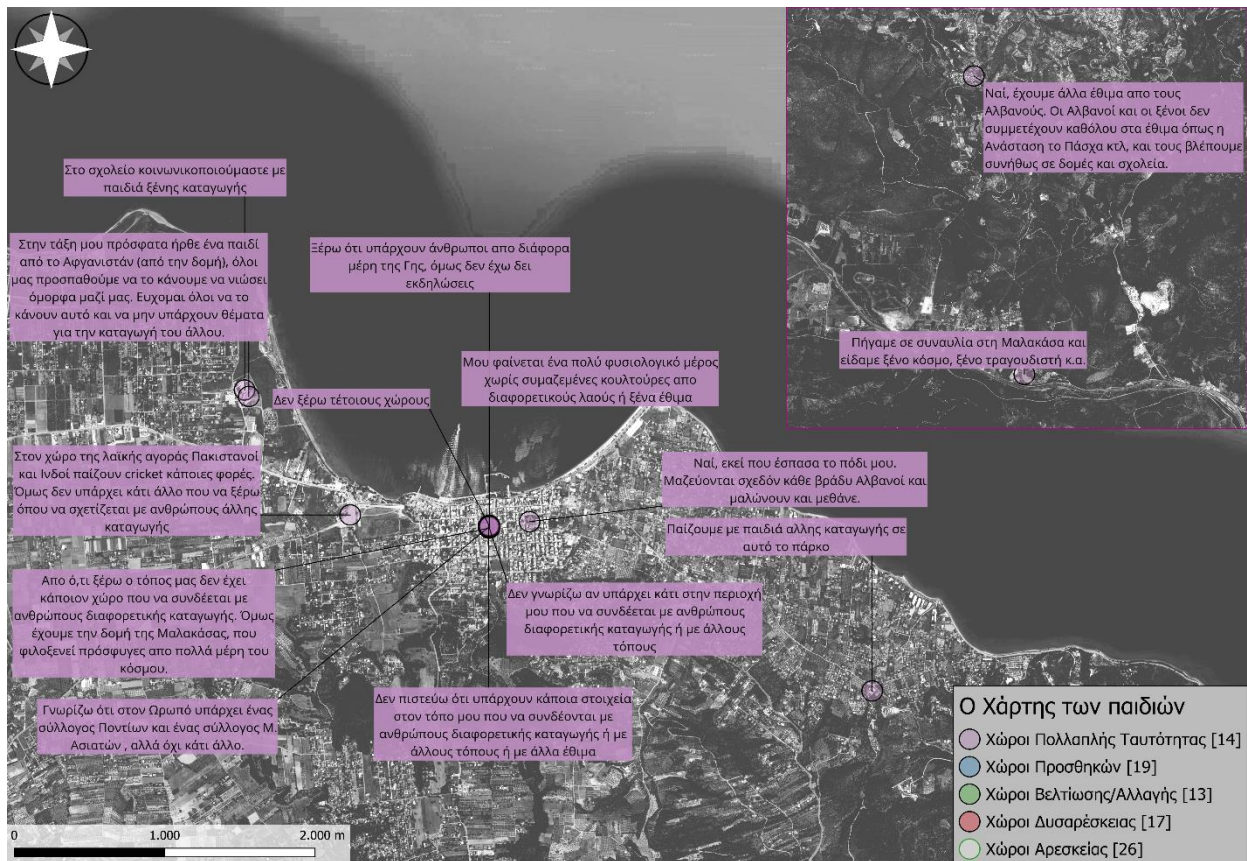 Ναί, έχουμε άλλα έθιμα απο τους
Αλβανούς. Οι Αλβανοί και οι ξένοι δεν
συμμετέχουν καθόλου στα έθιμα όπως η
Ανάσταση το Πάσχα κτλ, και τους βλέπουμε
συνήθως σε δομές και σχολεία.
Στο σχολείο κοινωνικοποιούμαστε με
παιδιά ξένης καταγωγής
Στην τάξη μου πρόσφατα ήρθε ένα παιδί
από το Αφγανιστάν (από την δομή), όλοι
μας προσπαθούμε να το κάνουμε να νιώσει
όμορφα μαζί μας. Ευχομαι όλοι να το
κάνουν αυτό και να μην υπάρχουν θέματα
για την καταγωγή του άλλου.
Ξέρω ότι υπάρχουν άνθρωποι απο διάφορα
μέρη της Γης, όμως δεν έχω δει
εκδηλώσεις
Πήγαμε σε συναυλία στη Μαλακάσα και
είδαμε ξένο κόσμο, ξένο τραγουδιστή κ.α.
Μου φαίνεται ένα πολύ φυσιολογικό μέρος
χωρίς συμαζεμένες κουλτούρες απο
διαφορετικούς λαούς ή ξένα έθιμα
Δεν ξέρω τέτοιους χώρους
Στον χώρο της λαϊκής αγοράς Πακιστανοί
και Ινδοί παίζουν cricket κάποιες φορές.
Όμως δεν υπάρχει κάτι άλλο που να ξέρω
όπου να σχετίζεται με ανθρώπους άλλης
καταγωγής
Ναί, εκεί που έσπασα το πόδι μου.
Μαζεύονται σχεδόν κάθε βράδυ Αλβανοί και
μαλώνουν και μεθάνε.
Παίζουμε με παιδιά αλλης καταγωγής σε
αυτό το πάρκο
Απο ό,τι ξέρω ο τόπος μας δεν έχει
κάποιον χώρο που να συνδέεται με
ανθρώπους διαφορετικής καταγωγής. Όμως
έχουμε την δομή της Μαλακάσας, που
φιλοξενεί πρόσφυγες απο πολλά μέρη του
κόσμου.
Δεν γνωρίζω αν υπάρχει κάτι στην περιοχή
μου που να συνδέεται με ανθρώπους
διαφορετικής καταγωγής ή με άλλους
τόπους
Γνωρίζω ότι στον Ωρωπό υπάρχει ένας
σύλλογος Ποντίων και ένας σύλλογος Μ.
Ασιατών , αλλά όχι κάτι άλλο.
Δεν πιστεύω ότι υπάρχουν κάποια στοιχεία
στον τόπο μου που να συνδέονται με
ανθρώπους διαφορετικής καταγωγής ή με
άλλους τόπους ή με άλλα έθιμα
Ο Χάρτης των παιδιών
Χώροι Πολλαπλής Ταυτότητας [14]
Χώροι Προσθηκών [19]
Χώροι Βελτίωσης/Αλλαγής [13]
Χώροι Δυσαρέσκειας [17]
Χώροι Αρεσκείας [26]
0 1.000 2.000 m